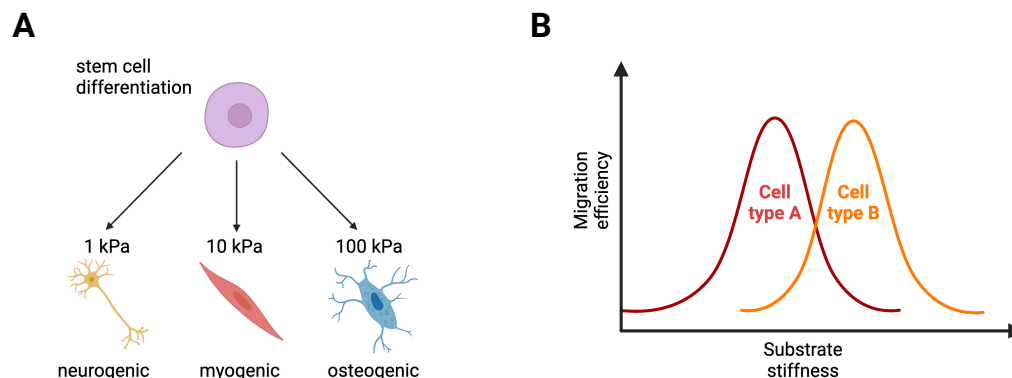 A
stem cell
differentiation
1 kPa
10 kPa
100 kPa
neurogenic
myogenic
osteogenic
B
Migration
efficiency
Cell
type A
Cell
type B
Substrate
stiffness